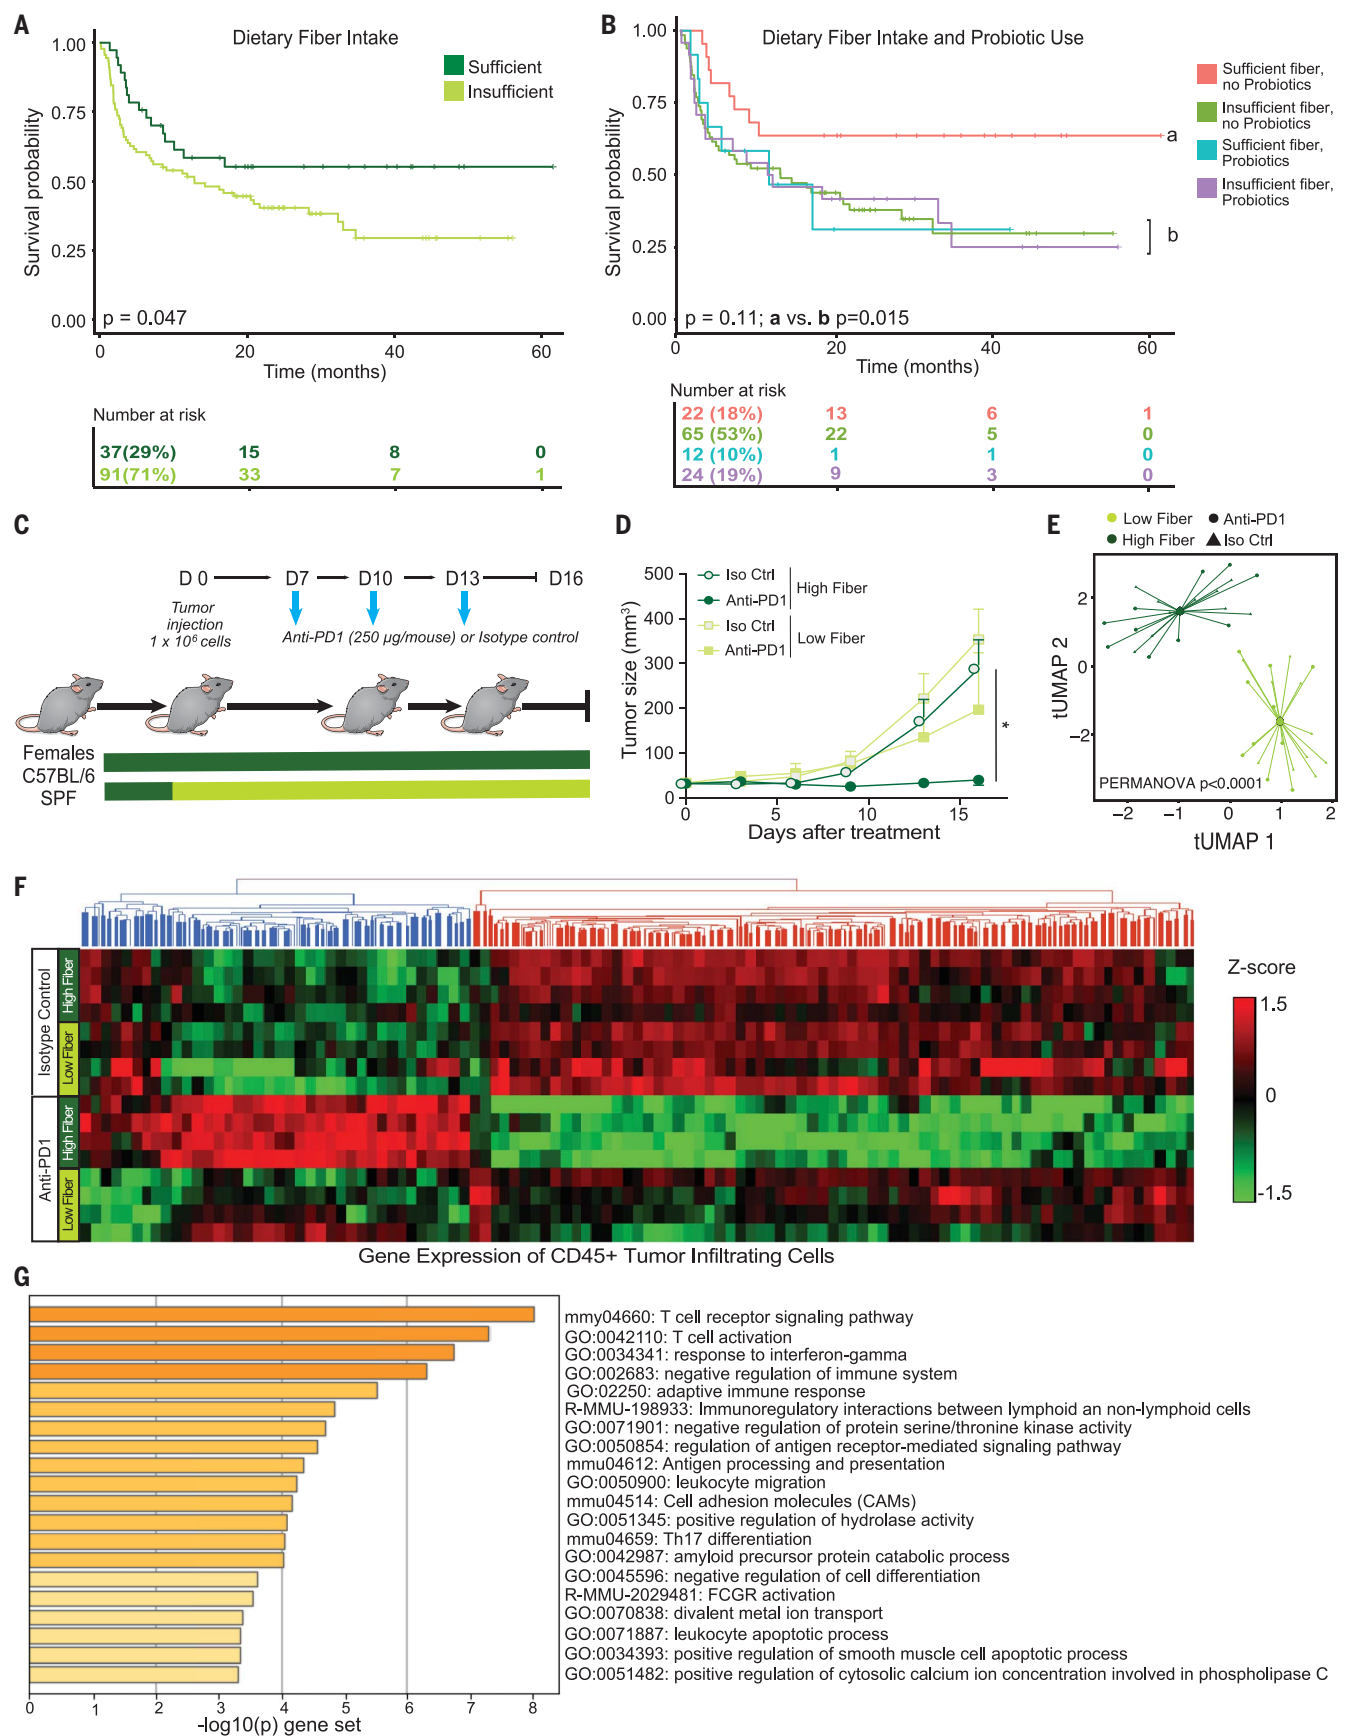 A
Dietary Fiber Intake
Sufficient
Insufficient
Survival probability
1.00
0.75
0.50
0.25
0.00
p = 0.047
0 20 40 60
Time (months)
Number at risk
37(29%) 15 8 0
91(71%) 33 7 1
B
Dietary Fiber Intake and Probiotic Use
Sufficient fiber,
no Probiotics
Insufficient fiber,
no Probiotics
Sufficient fiber,
Probiotics
Insufficient fiber,
Probiotics
Survival probability
1.00
0.75
0.50
0.25
0.00
a
b
p = 0.11; a vs. b p=0.015
0 20 40 60
Time (months)
Number at risk
22 (18%) 13 6 1
65 (53%) 22 5 0
12 (10%) 1 1 0
24 (19%) 9 3 0
C
D 0 D7 D10 D13 D16
Tumor
injection
1 x 10⁶ cells
Anti-PD1 (250 µg/mouse) or Isotype control
Females
C57BL/6
SPF
D
Iso Ctrl
Anti-PD1
High Fiber
Iso Ctrl
Anti-PD1
Low Fiber
Tumor size (mm³)
500
400
300
200
100
0
*
0 5 10 15
Days after treatment
E
Low Fiber Anti-PD1
High Fiber Iso Ctrl
tUMAP 2
2
0
−2
PERMANOVA p<0.0001
−2 −1 0 1 2
tUMAP 1
F
Isotype Control
High Fiber
Low Fiber
Anti-PD1
High Fiber
Low Fiber
Z-score
1.5
0
-1.5
Gene Expression of CD45+ Tumor Infiltrating Cells
G
mmy04660: T cell receptor signaling pathway
GO:0042110: T cell activation
GO:0034341: response to interferon-gamma
GO:002683: negative regulation of immune system
GO:02250: adaptive immune response
R-MMU-198933: Immunoregulatory interactions between lymphoid an non-lymphoid cells
GO:0071901: negative regulation of protein serine/thronine kinase activity
GO:0050854: regulation of antigen receptor-mediated signaling pathway
mmu04612: Antigen processing and presentation
GO:0050900: leukocyte migration
mmu04514: Cell adhesion molecules (CAMs)
GO:0051345: positive regulation of hydrolase activity
mmu04659: Th17 differentiation
GO:0042987: amyloid precursor protein catabolic process
GO:0045596: negative regulation of cell differentiation
R-MMU-2029481: FCGR activation
GO:0070838: divalent metal ion transport
GO:0071887: leukocyte apoptotic process
GO:0034393: positive regulation of smooth muscle cell apoptotic process
GO:0051482: positive regulation of cytosolic calcium ion concentration involved in phospholipase C
0 1 2 3 4 5 6 7 8
-log10(p) gene set